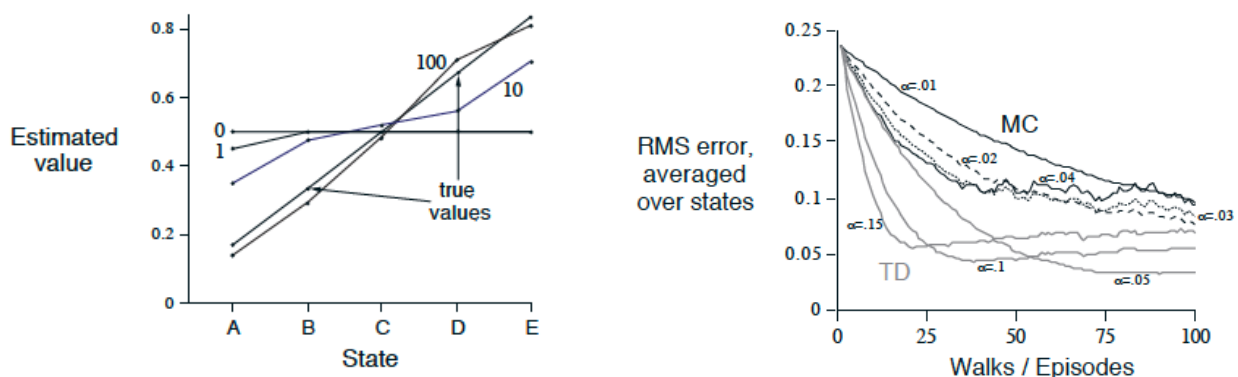 0.8
0.6
0.4
0.2
0
Estimated
value
0
1
100
10
true
values
A B C D E
State
0.25
0.2
0.15
0.1
0.05
0
RMS error,
averaged
over states
α=.01
MC
α=.02
α=.04
α=.03
α=.15
TD
α=.1
α=.05
0 25 50 75 100
Walks / Episodes